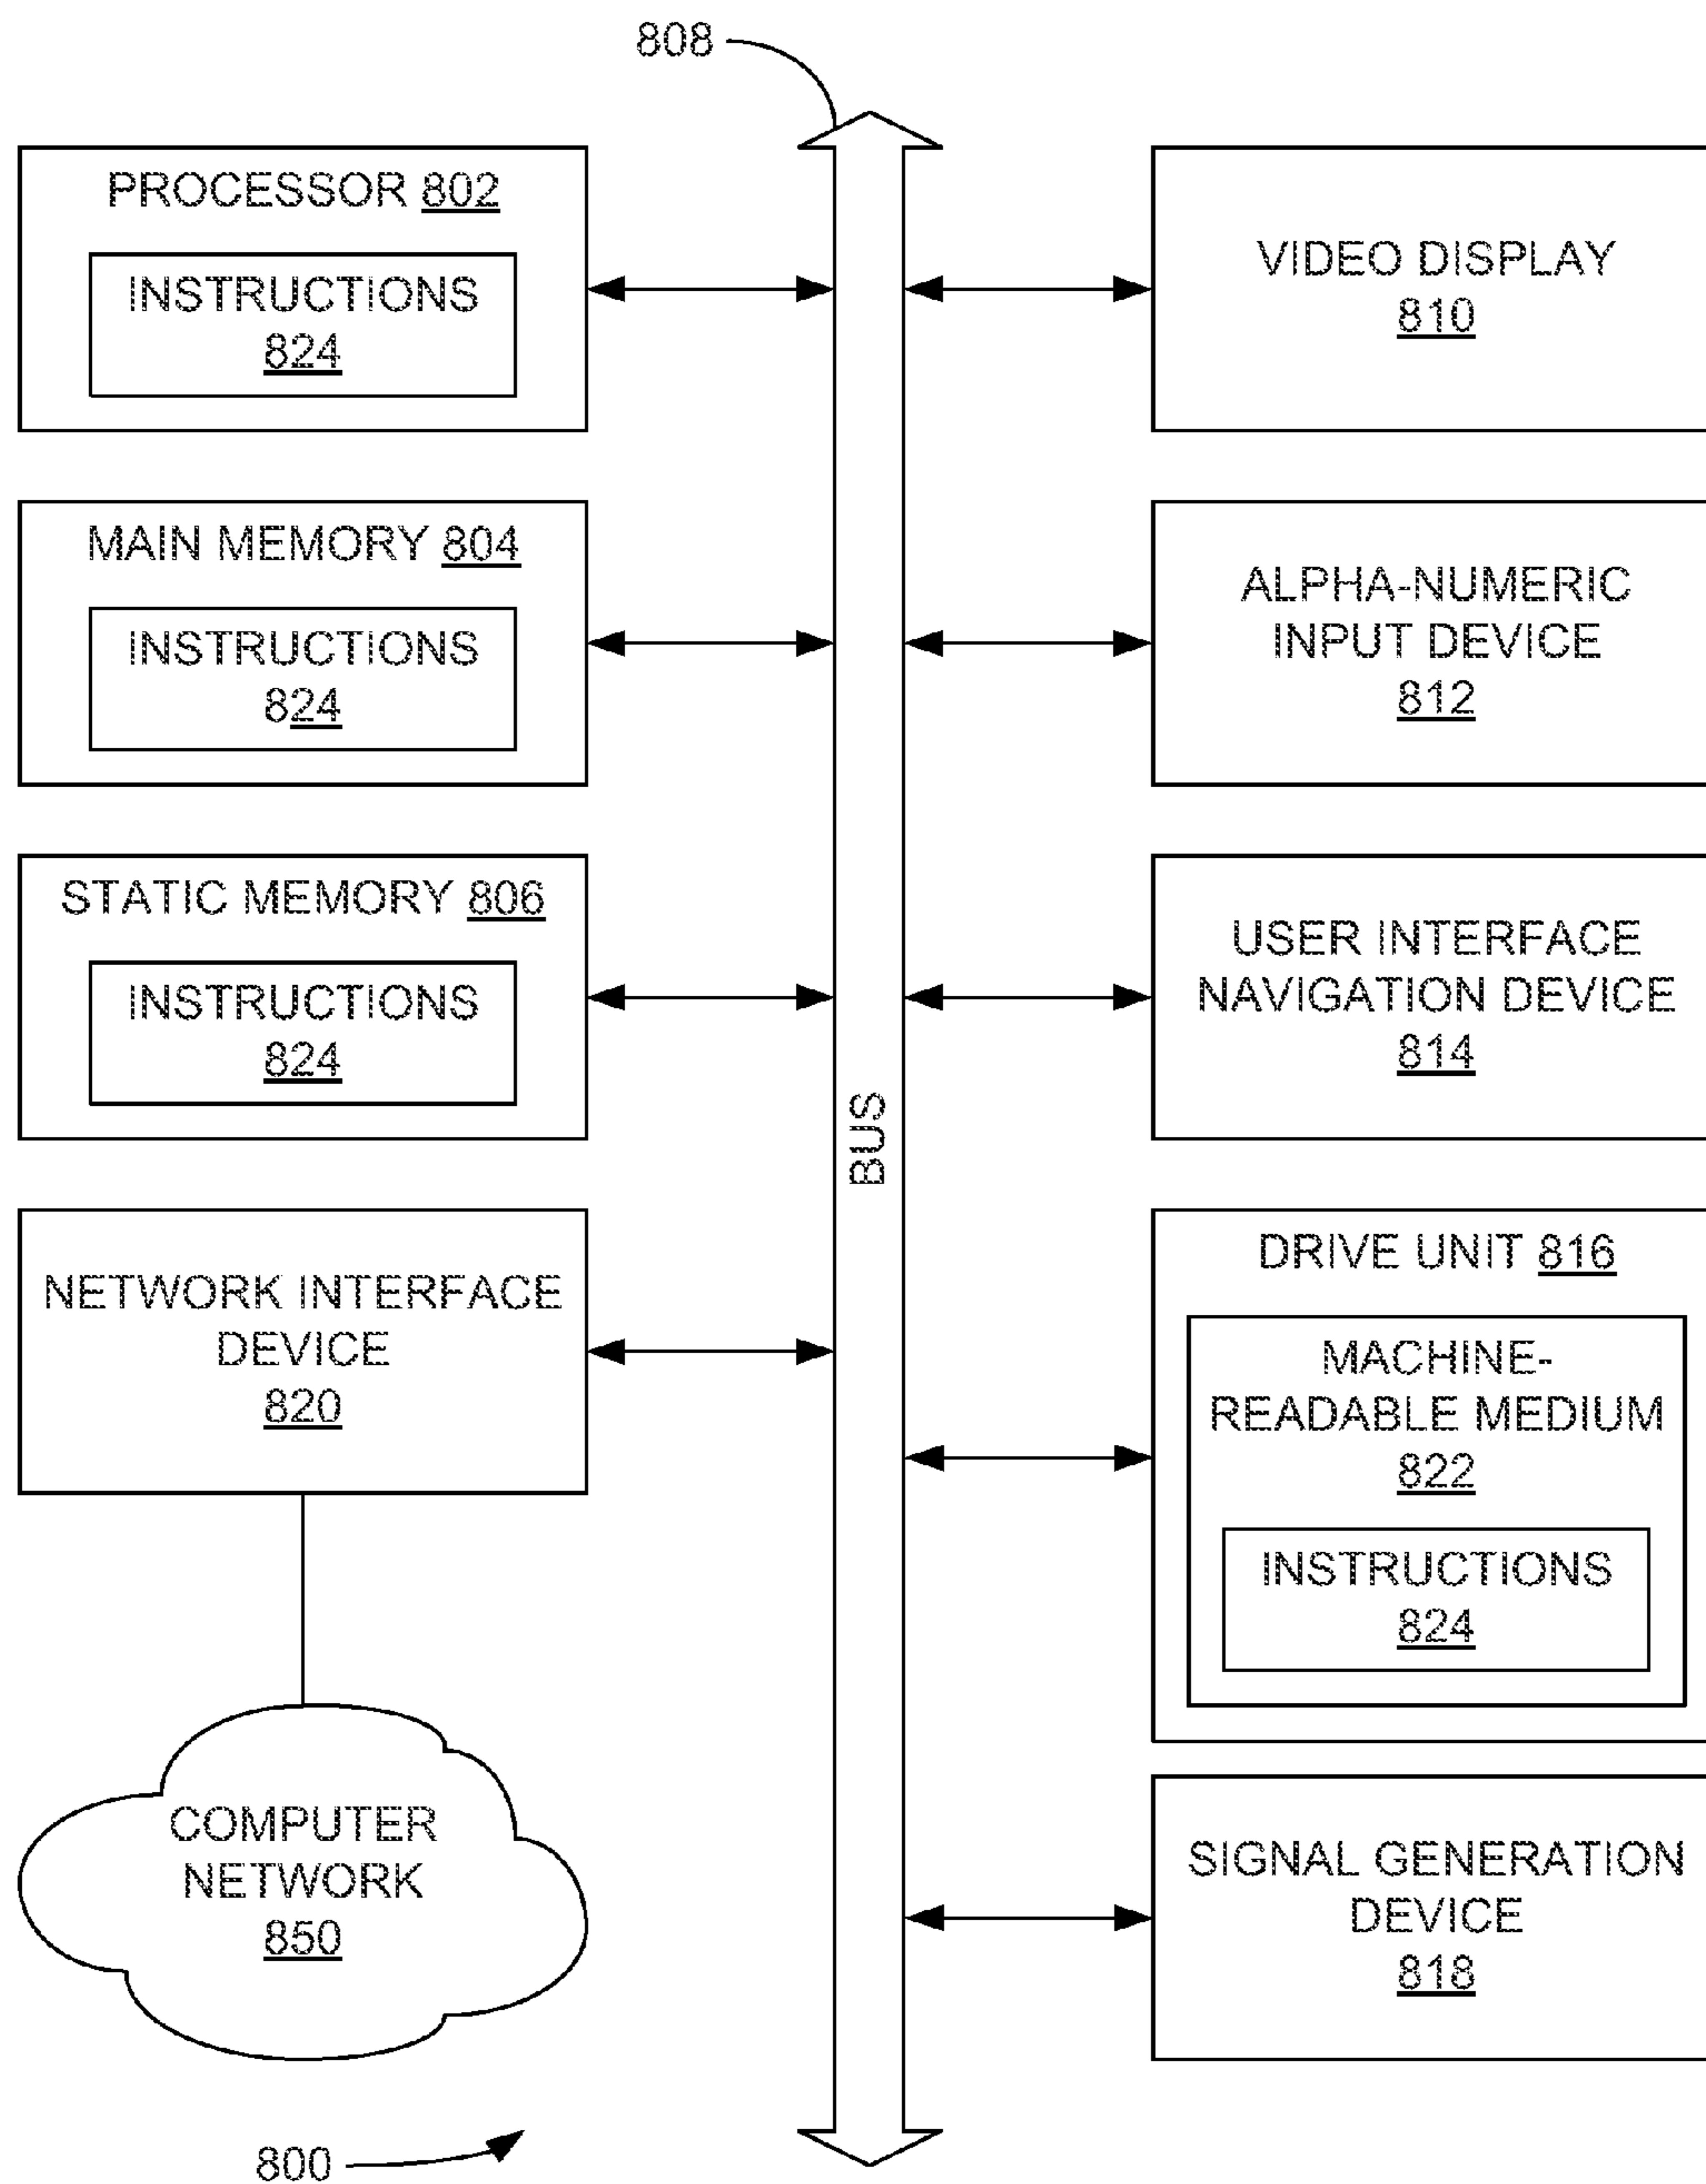 808
PROCESSOR 802
INSTRUCTIONS
824
MAIN MEMORY 804
INSTRUCTIONS
824
STATIC MEMORY 806
INSTRUCTIONS
824
NETWORK INTERFACE
DEVICE
820
COMPUTER
NETWORK
850
800
BUS
VIDEO DISPLAY
810
ALPHA-NUMERIC
INPUT DEVICE
812
USER INTERFACE
NAVIGATION DEVICE
814
DRIVE UNIT 816
MACHINE-
READABLE MEDIUM
822
INSTRUCTIONS
824
SIGNAL GENERATION
DEVICE
818